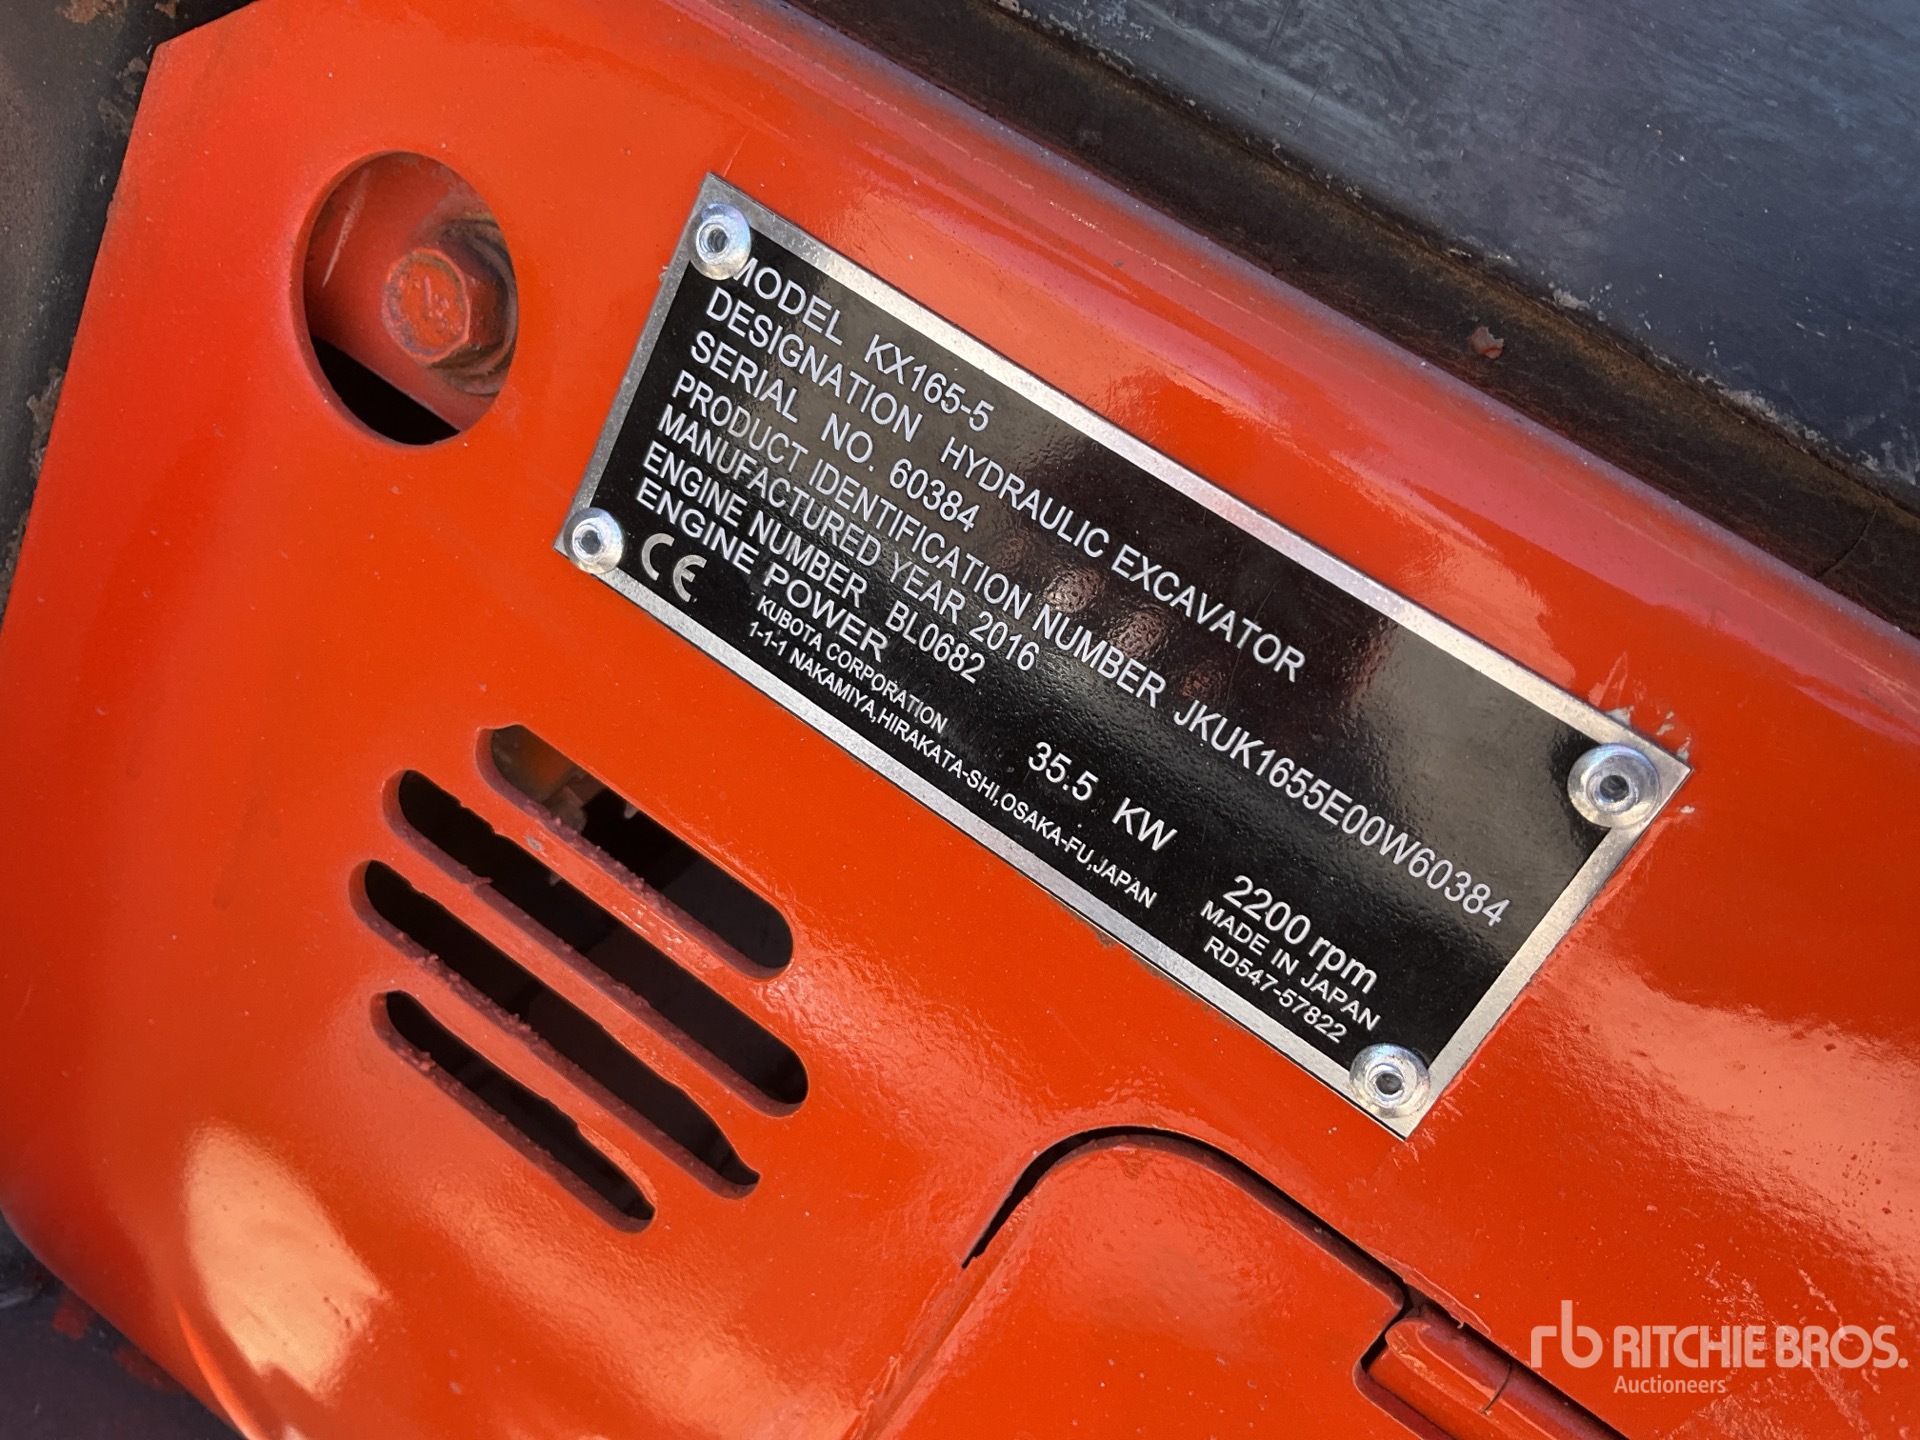 MODEL KX165-5
DESIGNATION HYDRAULIC EXCAVATOR
SERIAL NO. 60384
PRODUCT IDENTIFICATION NUMBER JKUK1655E00W60384
MANUFACTURED YEAR 2016
ENGINE NUMBER BL0682
ENGINE POWER 35.5 KW 2200 rpm
CE KUBOTA CORPORATION MADE IN JAPAN
1-1-1 NAKAMIYA,HIRAKATA-SHI,OSAKA-FU,JAPAN RD547-57822
rb RITCHIE BROS.
Auctioneers